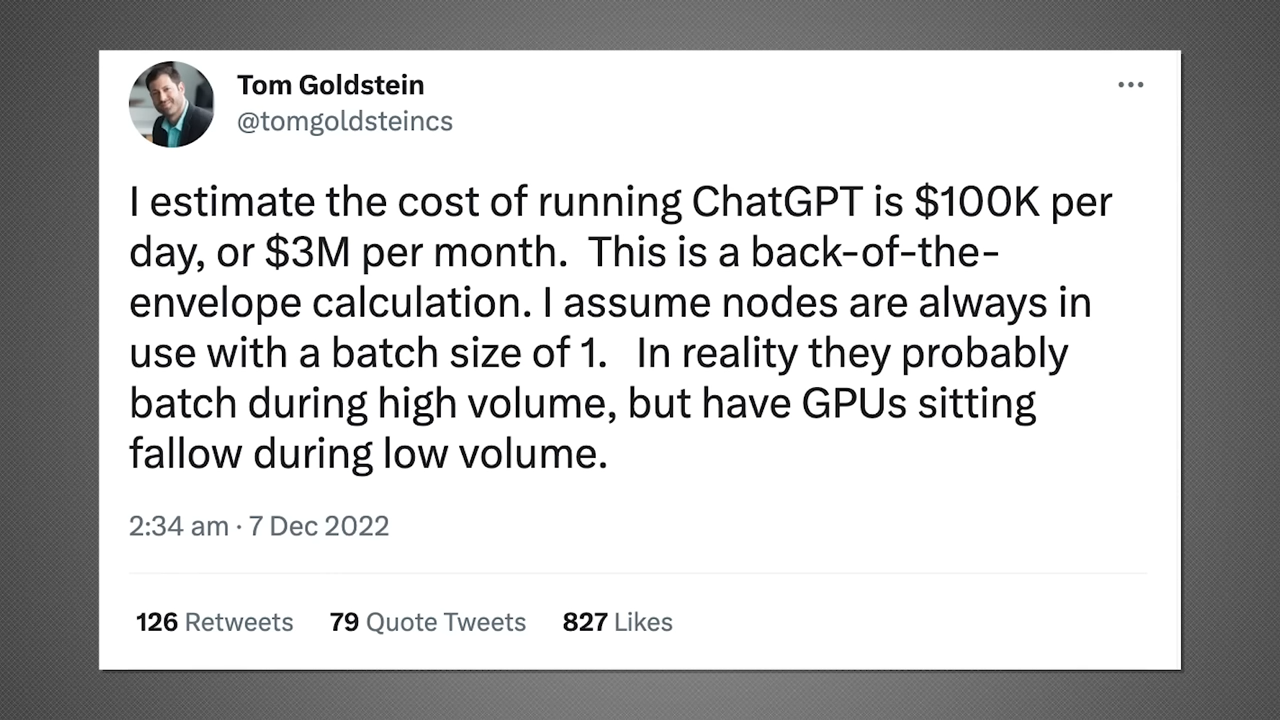 Tom Goldstein
@tomgoldsteincs
I estimate the cost of running ChatGPT is $100K per
day, or $3M per month.  This is a back-of-the-
envelope calculation. I assume nodes are always in
use with a batch size of 1.   In reality they probably
batch during high volume, but have GPUs sitting
fallow during low volume.
2:34 am · 7 Dec 2022
126 Retweets 79 Quote Tweets 827 Likes